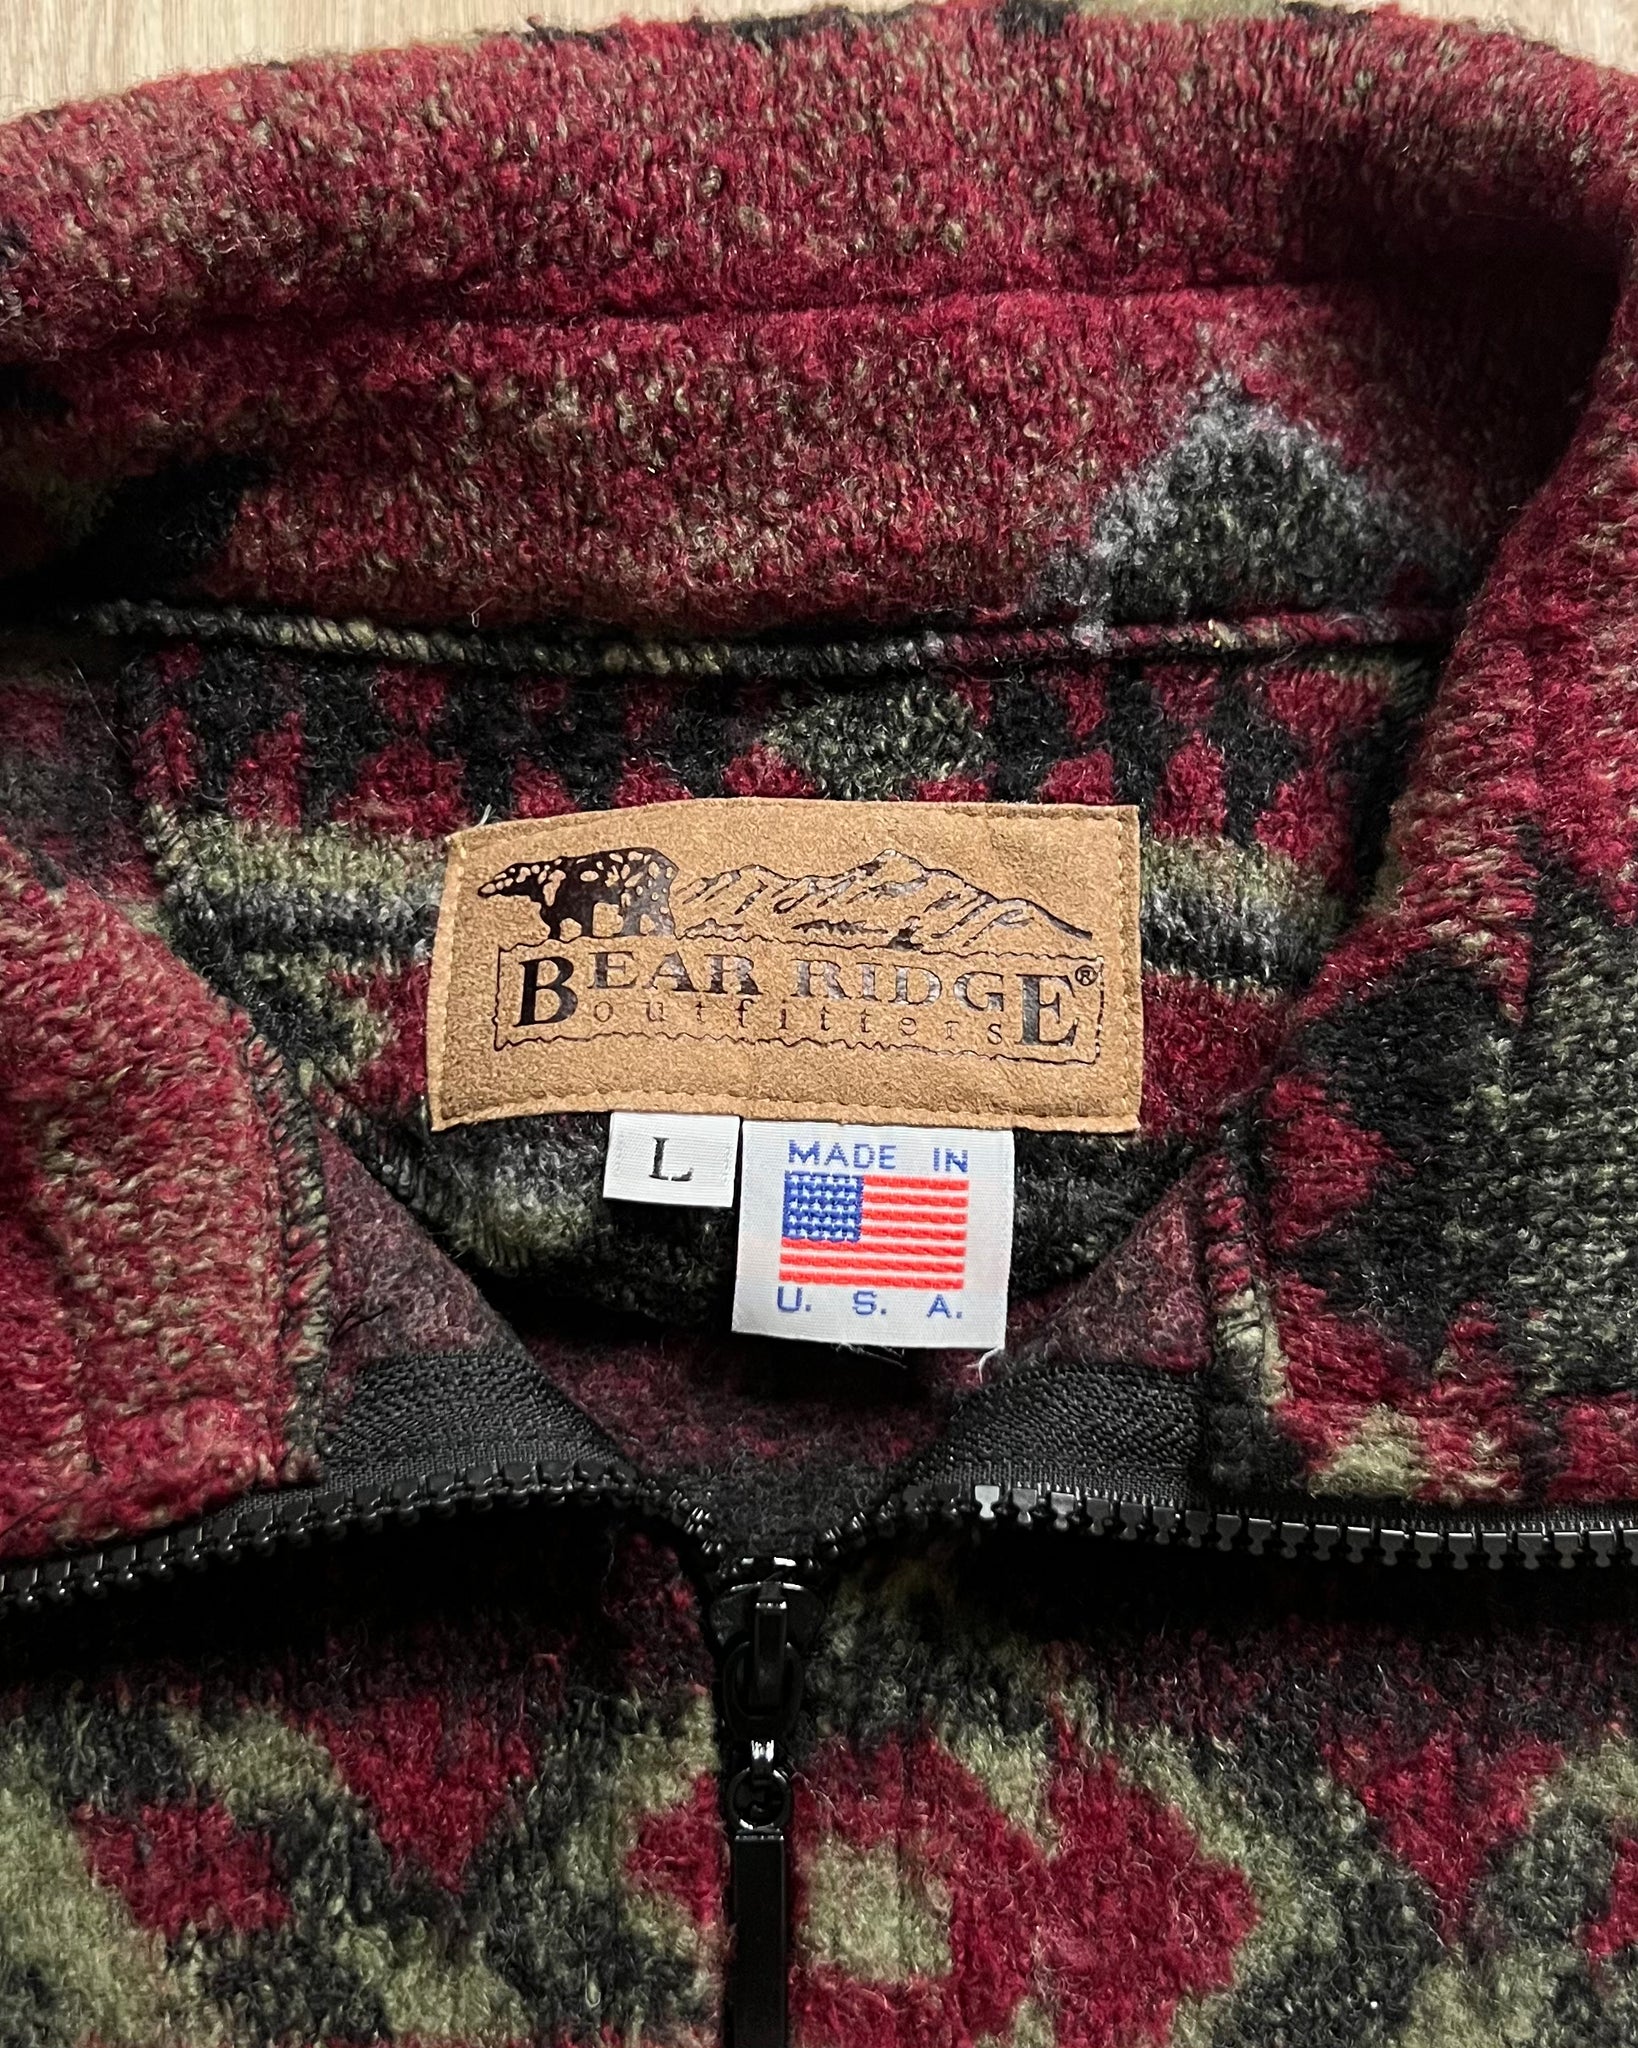 BEAR RIDGE®
outfitters
L
MADE IN
U. S. A.